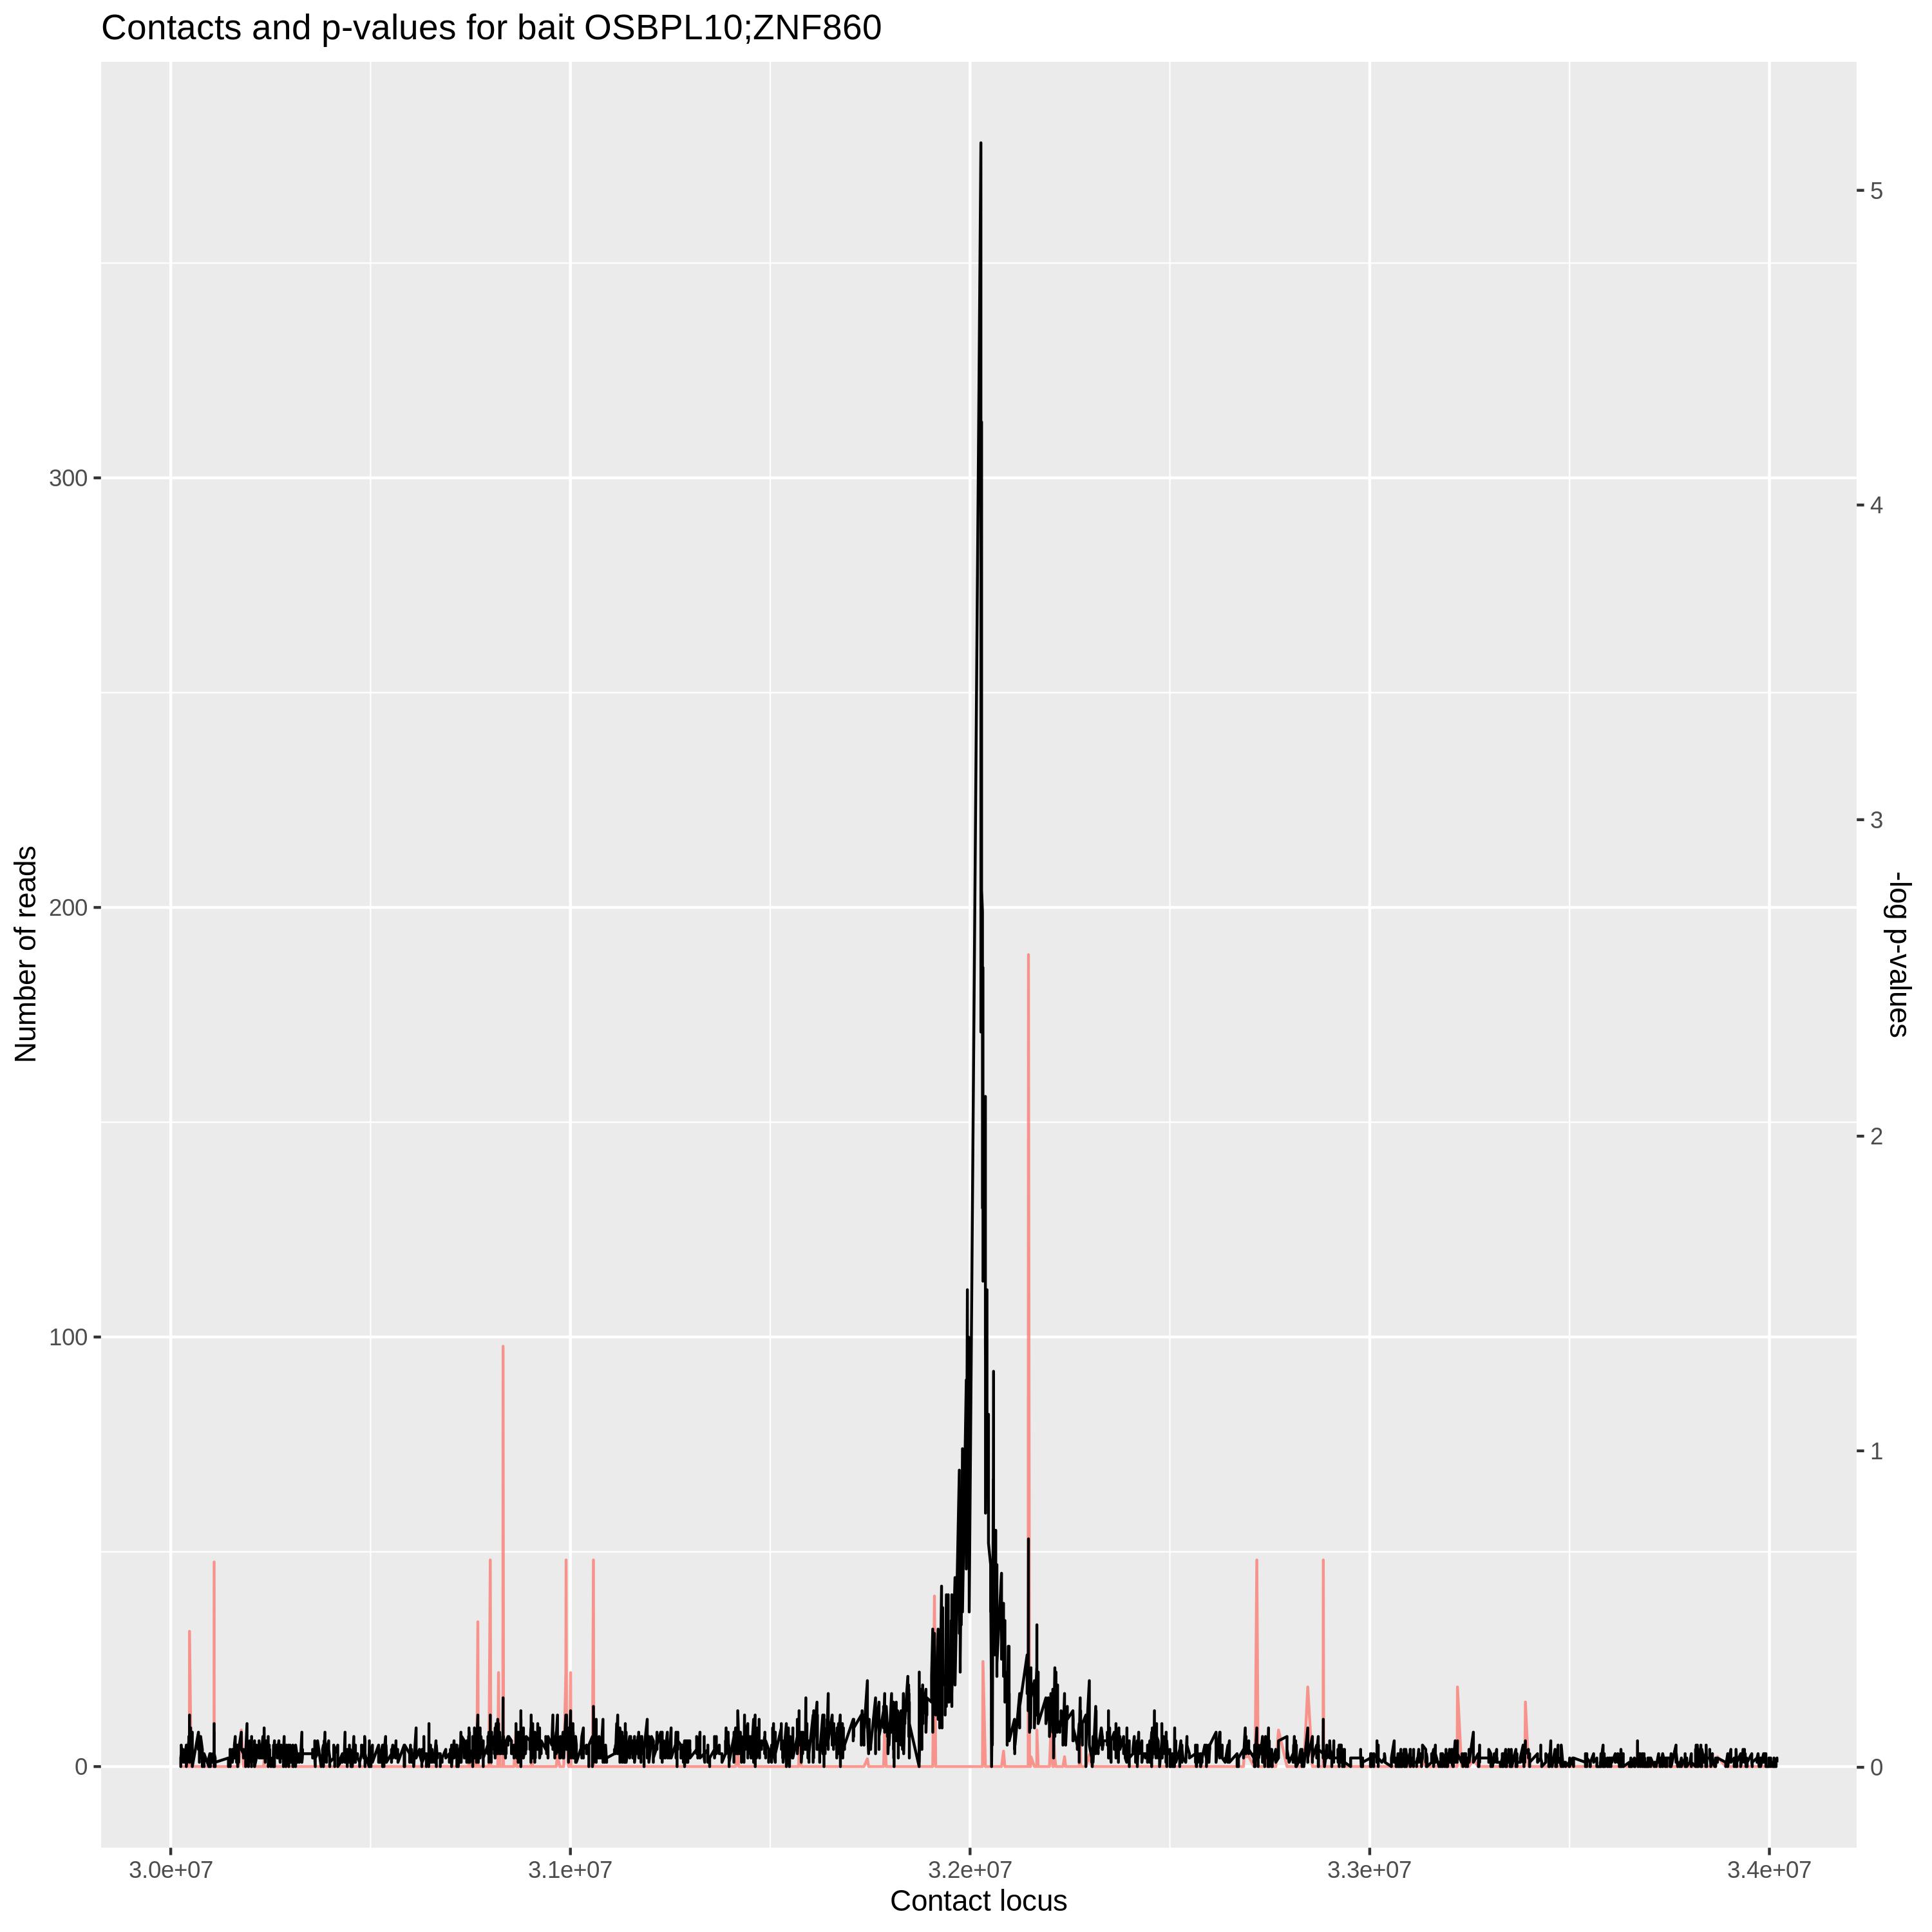 Contacts and p-values for bait OSBPL10;ZNF860
Number of reads
300
200
100
0
5
4
3
2
1
0
-log p-values
3.0e+07
3.1e+07
3.2e+07
3.3e+07
3.4e+07
Contact locus